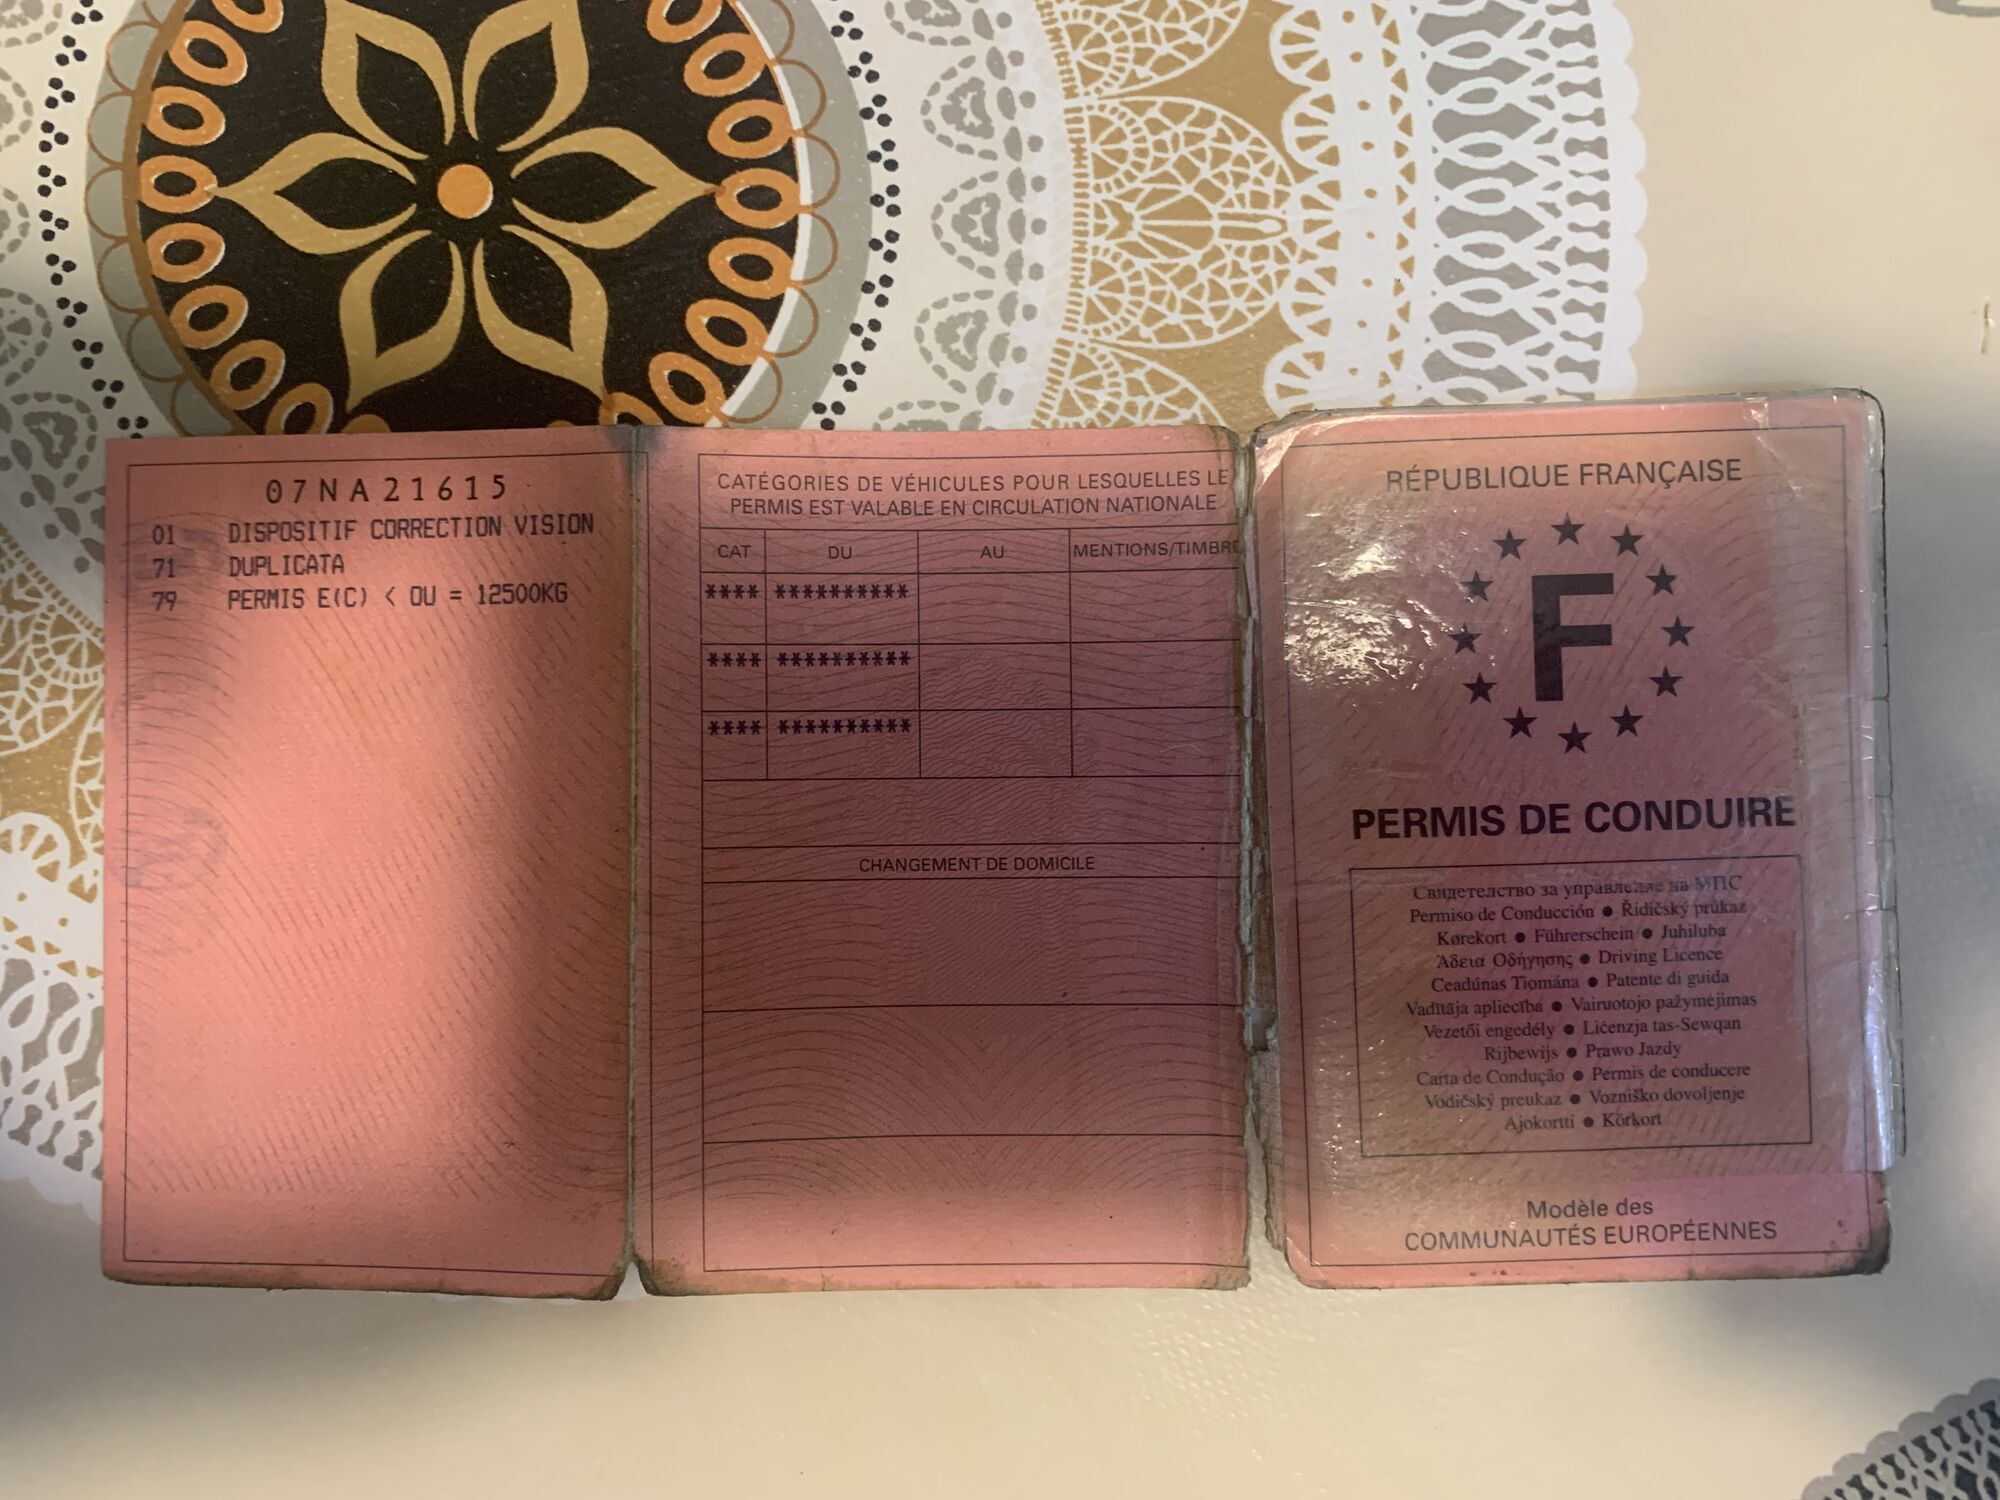 07NA21615
01 DISPOSITIF CORRECTION VISION
71 DUPLICATA
79 PERMIS E(C) < OU = 12500KG
CATÉGORIES DE VÉHICULES POUR LESQUELLES LE
PERMIS EST VALABLE EN CIRCULATION NATIONALE
CAT DU AU MENTIONS/TIMBRE
**** **********
**** **********
**** **********
CHANGEMENT DE DOMICILE
RÉPUBLIQUE FRANÇAISE
F
PERMIS DE CONDUIRE
Свидетелство за управление на МПС
Permiso de Conducción ● Řidičský průkaz
Kørekort ● Führerschein ● Juhiluba
Άδεια Οδήγησης ● Driving Licence
Ceadúnas Tiomána ● Patente di guida
Vadītāja apliecība ● Vairuotojo pažymėjimas
Vezetői engedély ● Liċenzja tas-Sewqan
Rijbewijs ● Prawo Jazdy
Carta de Condução ● Permis de conducere
Vodičský preukaz ● Vozniško dovoljenje
Ajokortti ● Körkort
Modèle des
COMMUNAUTÉS EUROPÉENNES